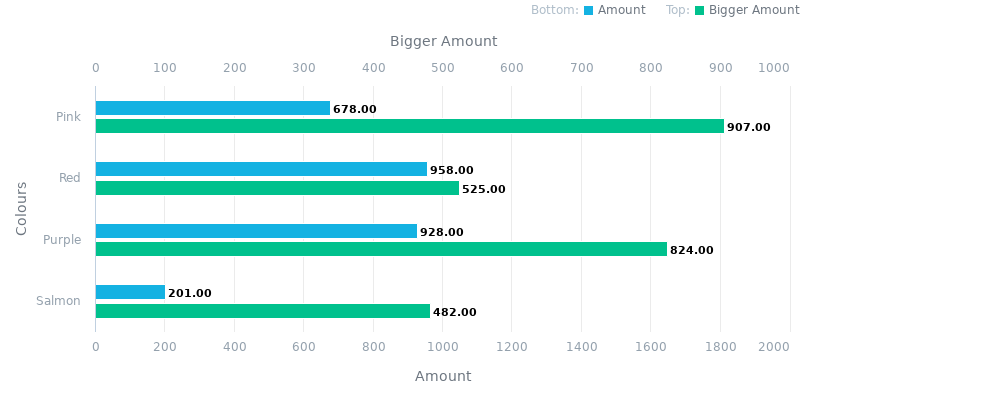 Bottom: Amount Top: Bigger Amount
Bigger Amount
0 100 200 300 400 500 600 700 800 900 1000
Pink 678.00
907.00
Red 958.00
525.00
Colours
Purple 928.00
824.00
Salmon 201.00
482.00
0 200 400 600 800 1000 1200 1400 1600 1800 2000
Amount